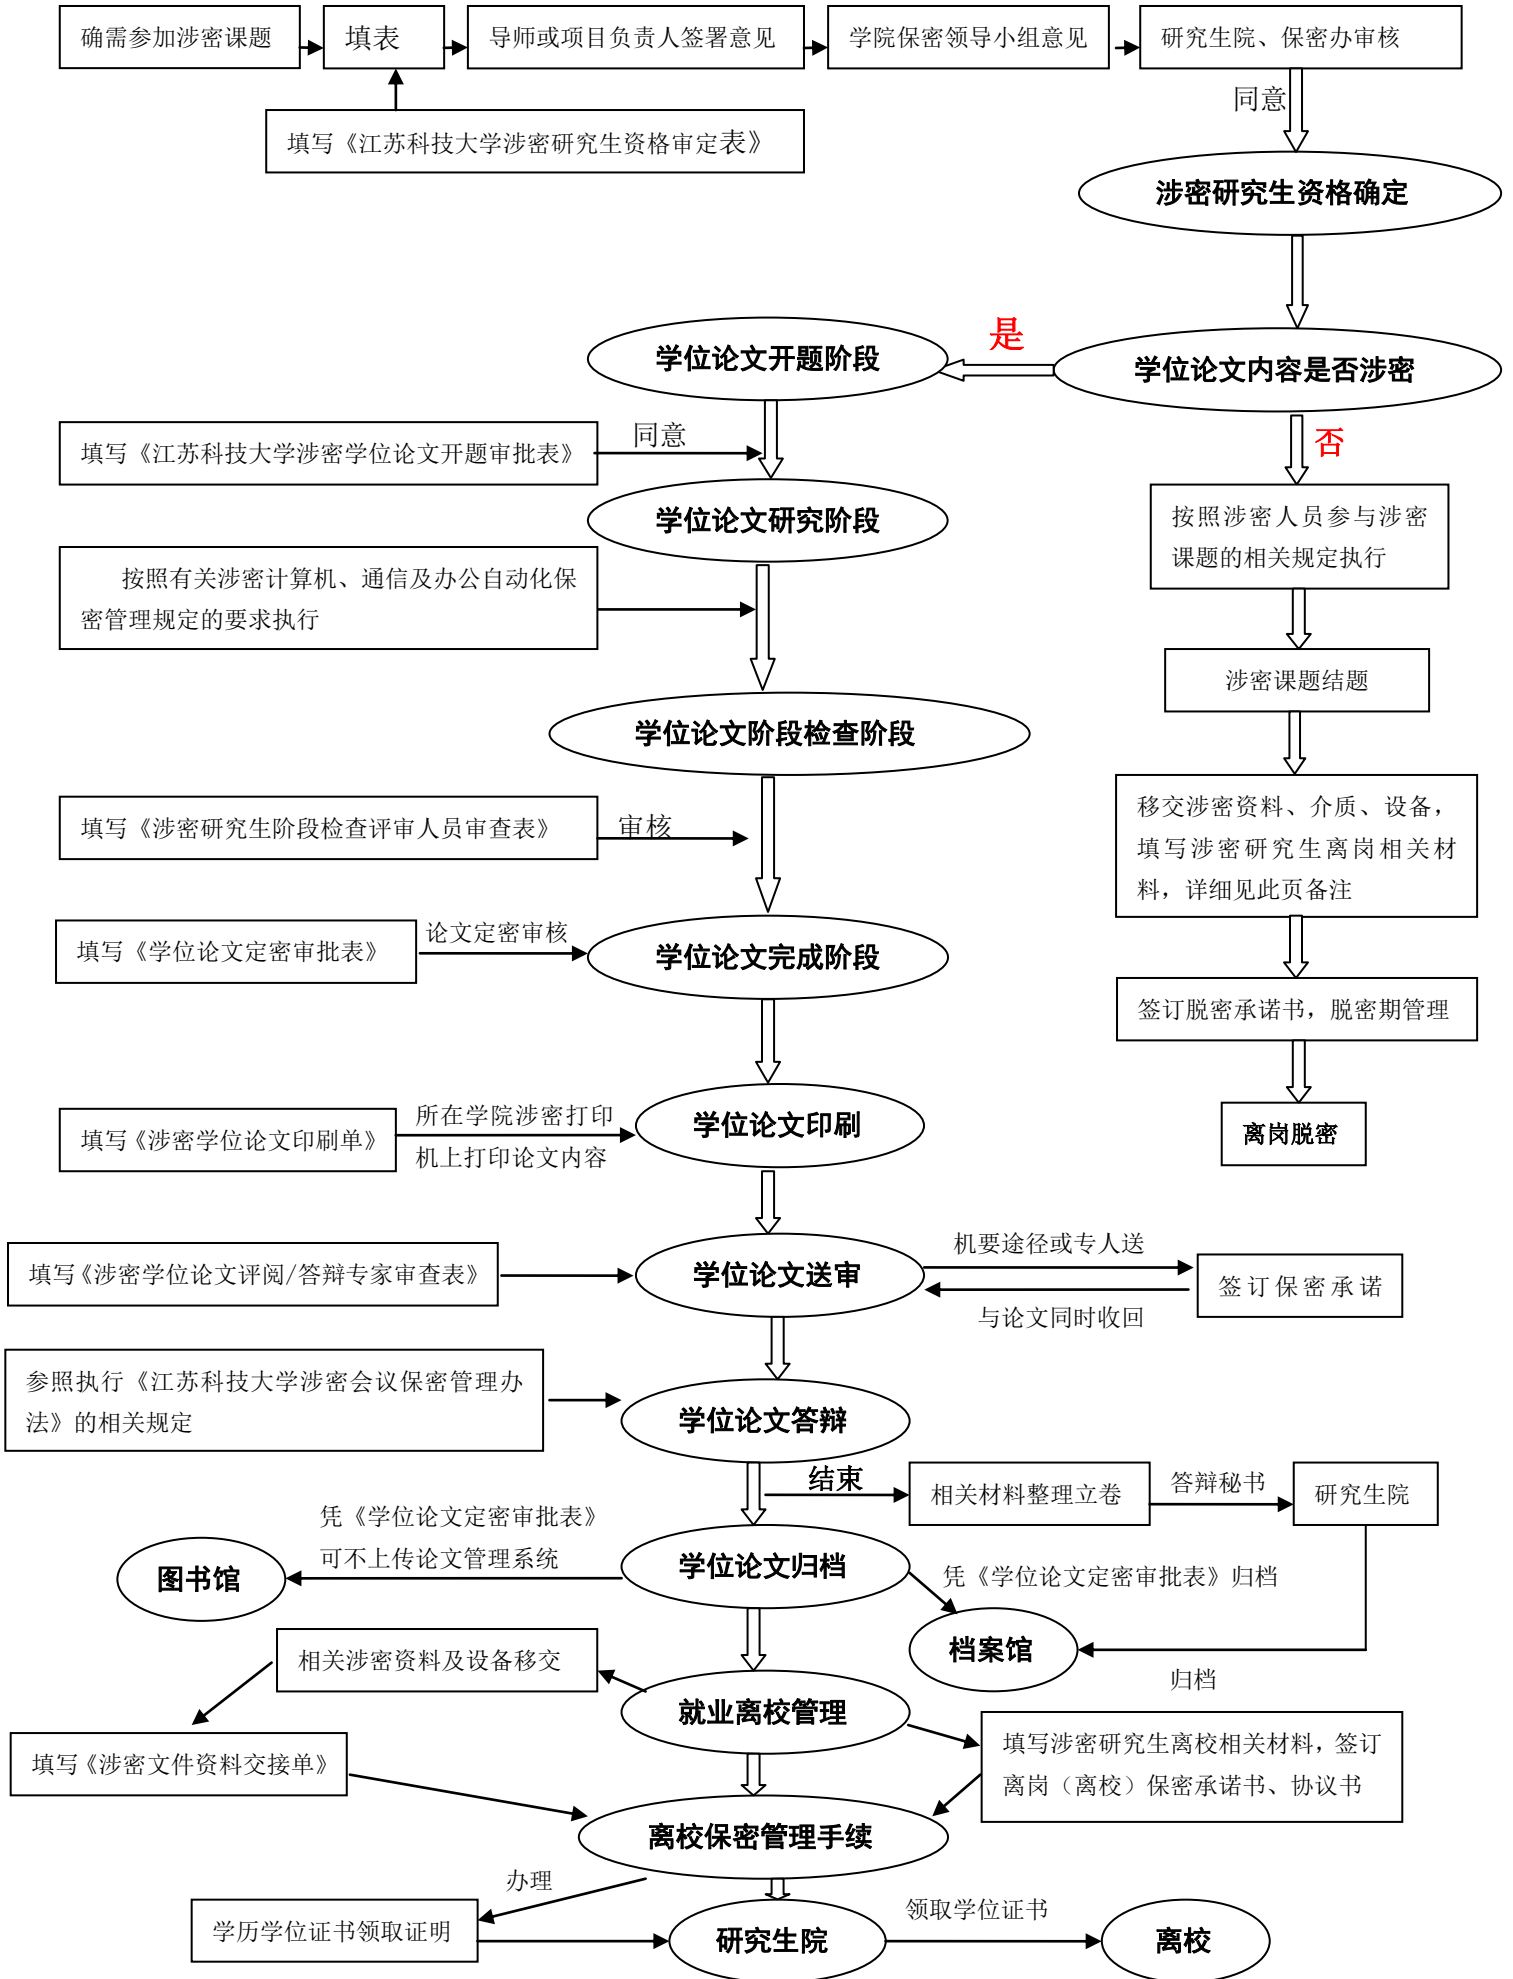 确需参加涉密课题
填表
导师或项目负责人签署意见
学院保密领导小组意见
研究生院、保密办审核
同意
填写《江苏科技大学涉密研究生资格审定表》
涉密研究生资格确定
学位论文开题阶段
是
学位论文内容是否涉密
填写《江苏科技大学涉密学位论文开题审批表》
同意
否
学位论文研究阶段
按照涉密人员参与涉密
课题的相关规定执行
按照有关涉密计算机、通信及办公自动化保
密管理规定的要求执行
涉密课题结题
学位论文阶段检查阶段
移交涉密资料、介质、设备，
填写涉密研究生离岗相关材
料，详细见此页备注
填写《涉密研究生阶段检查评审人员审查表》
审核
填写《学位论文定密审批表》
论文定密审核
学位论文完成阶段
签订脱密承诺书，脱密期管理
填写《涉密学位论文印刷单》
所在学院涉密打印
机上打印论文内容
学位论文印刷
离岗脱密
填写《涉密学位论文评阅/答辩专家审查表》
学位论文送审
机要途径或专人送
签订保密承诺
与论文同时收回
参照执行《江苏科技大学涉密会议保密管理办
法》的相关规定
学位论文答辩
结束
相关材料整理立卷
答辩秘书
研究生院
凭《学位论文定密审批表》
可不上传论文管理系统
图书馆
学位论文归档
凭《学位论文定密审批表》归档
档案馆
归档
相关涉密资料及设备移交
就业离校管理
填写《涉密文件资料交接单》
填写涉密研究生离校相关材料，签订
离岗（离校）保密承诺书、协议书
离校保密管理手续
办理
学历学位证书领取证明
研究生院
领取学位证书
离校